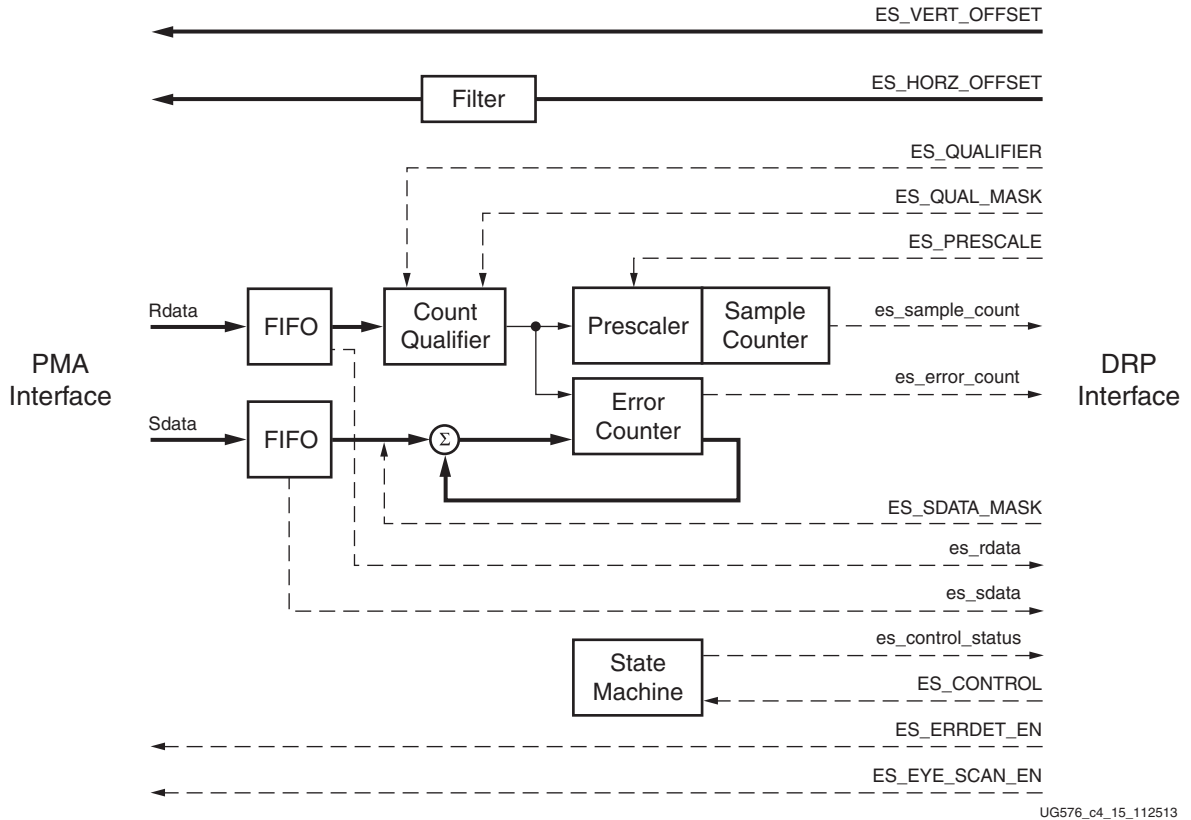 ES_VERT_OFFSET
ES_HORZ_OFFSET
Filter
ES_QUALIFIER
ES_QUAL_MASK
ES_PRESCALE
Rdata
FIFO
Count
Qualifier
Prescaler
Sample
Counter
es_sample_count
PMA
Interface
DRP
Interface
es_error_count
Error
Counter
Sdata
FIFO
Σ
ES_SDATA_MASK
es_rdata
es_sdata
State
Machine
es_control_status
ES_CONTROL
ES_ERRDET_EN
ES_EYE_SCAN_EN
UG576_c4_15_112513